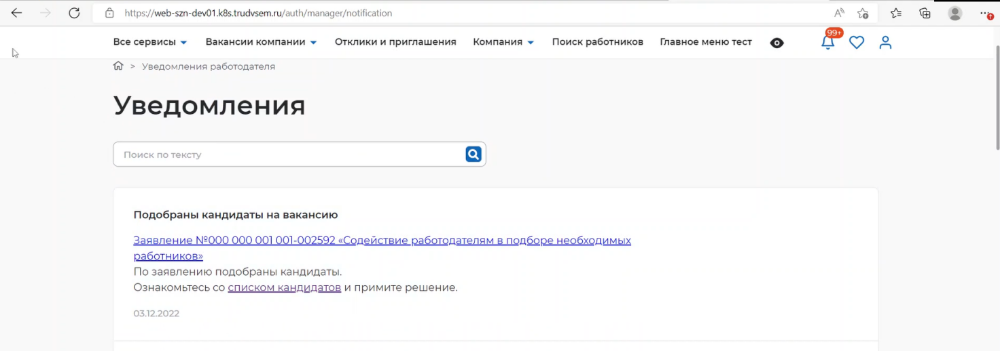 https://web-szn-dev01.k8s.trudvsem.ru/auth/manager/notification
Все сервисы Вакансии компании Отклики и приглашения Компания Поиск работников Главное меню тест 99+
> Уведомления работодателя
Уведомления
Поиск по тексту
Подобраны кандидаты на вакансию
Заявление №000 000 001 001-002592 «Содействие работодателям в подборе необходимых
работников»
По заявлению подобраны кандидаты.
Ознакомьтесь со списком кандидатов и примите решение.
03.12.2022